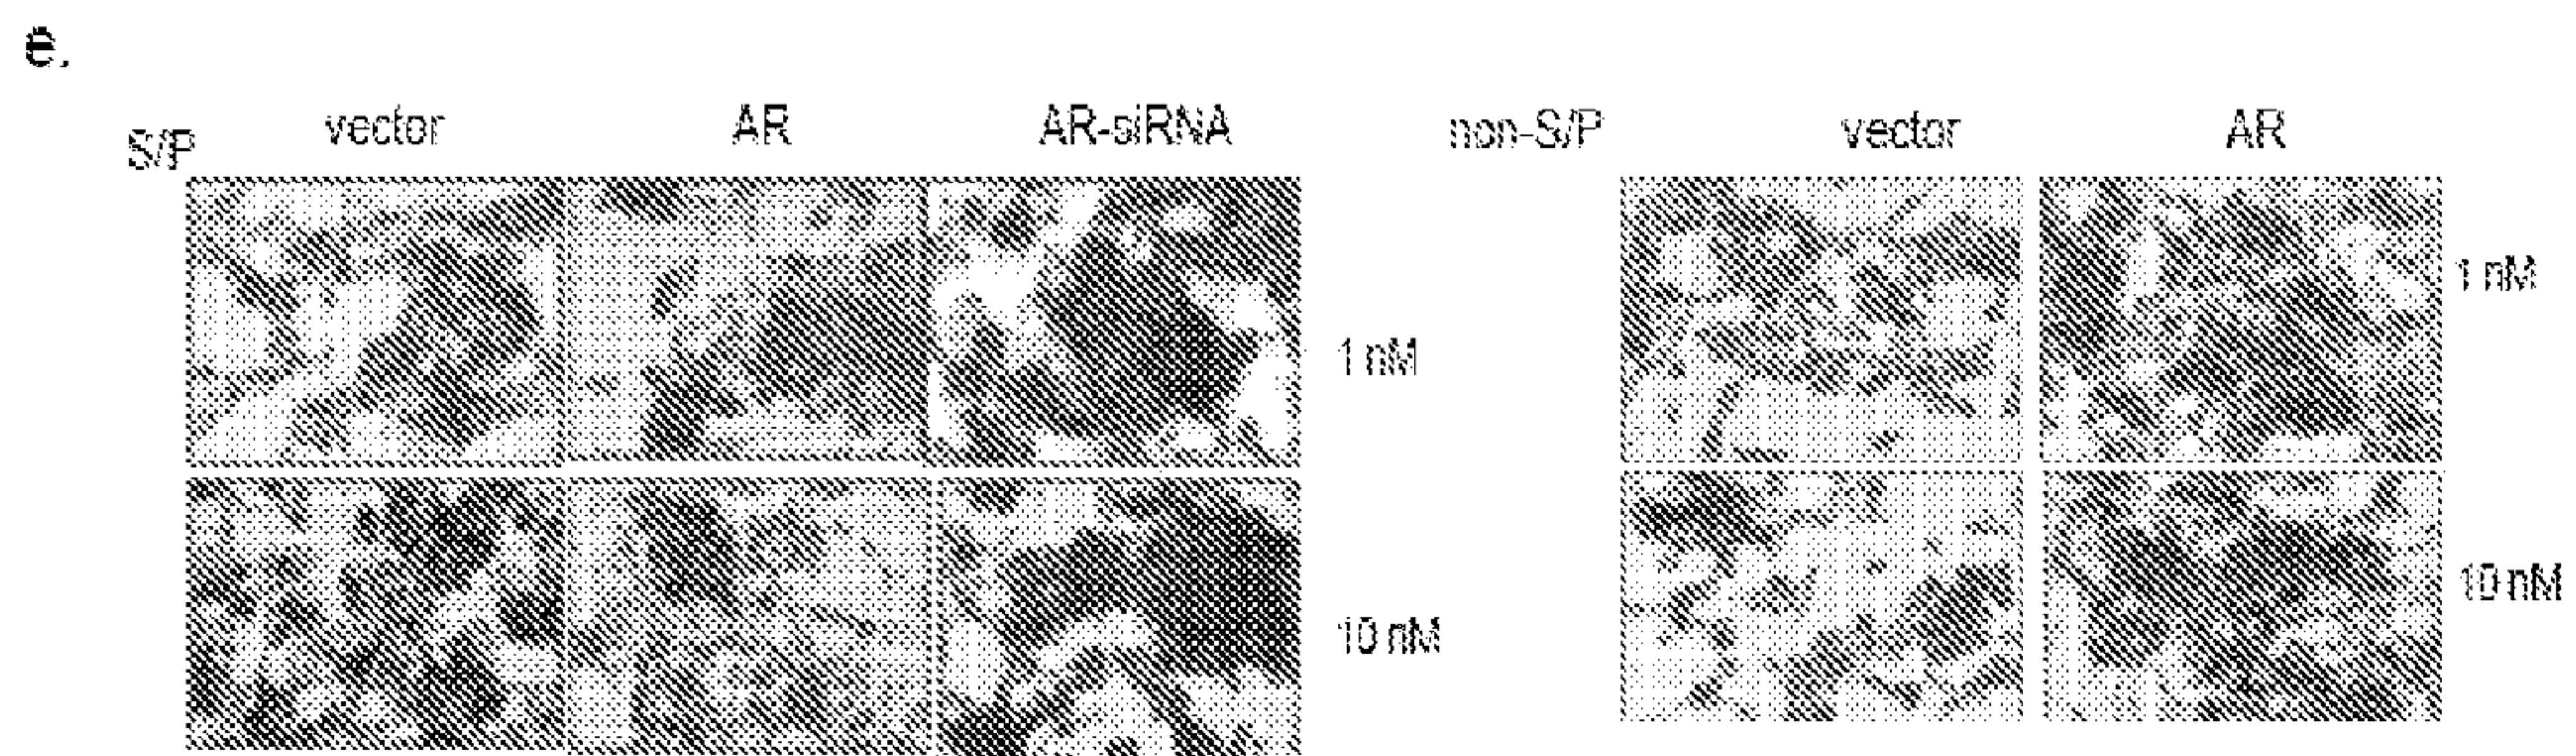 e.
S/P vector AR AR-siRNA non-S/P vector AR
1 nM
1 nM
10 nM
10 nM